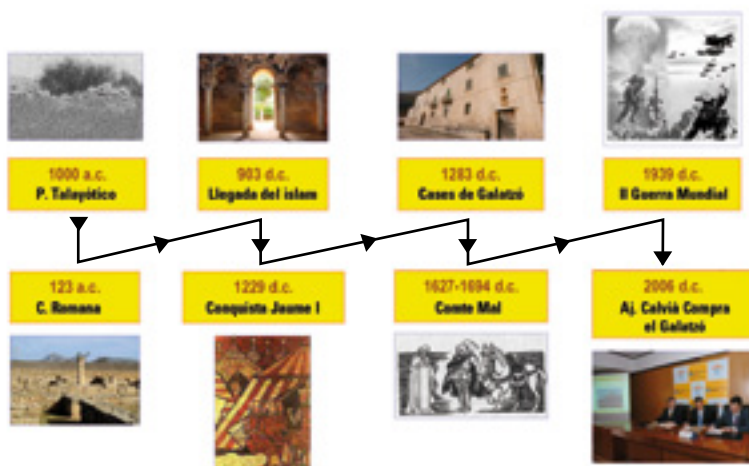 1000 a.c.
P. Talayótico
123 a.c.
C. Romana
903 d.c.
Llegada del islam
1229 d.c.
Conquista Jaume I
1283 d.c.
Cases de Galatzó
1627-1694 d.c.
Comte Mal
1939 d.c.
II Guerra Mundial
2006 d.c.
Aj. Calvià Compra
el Galatzó